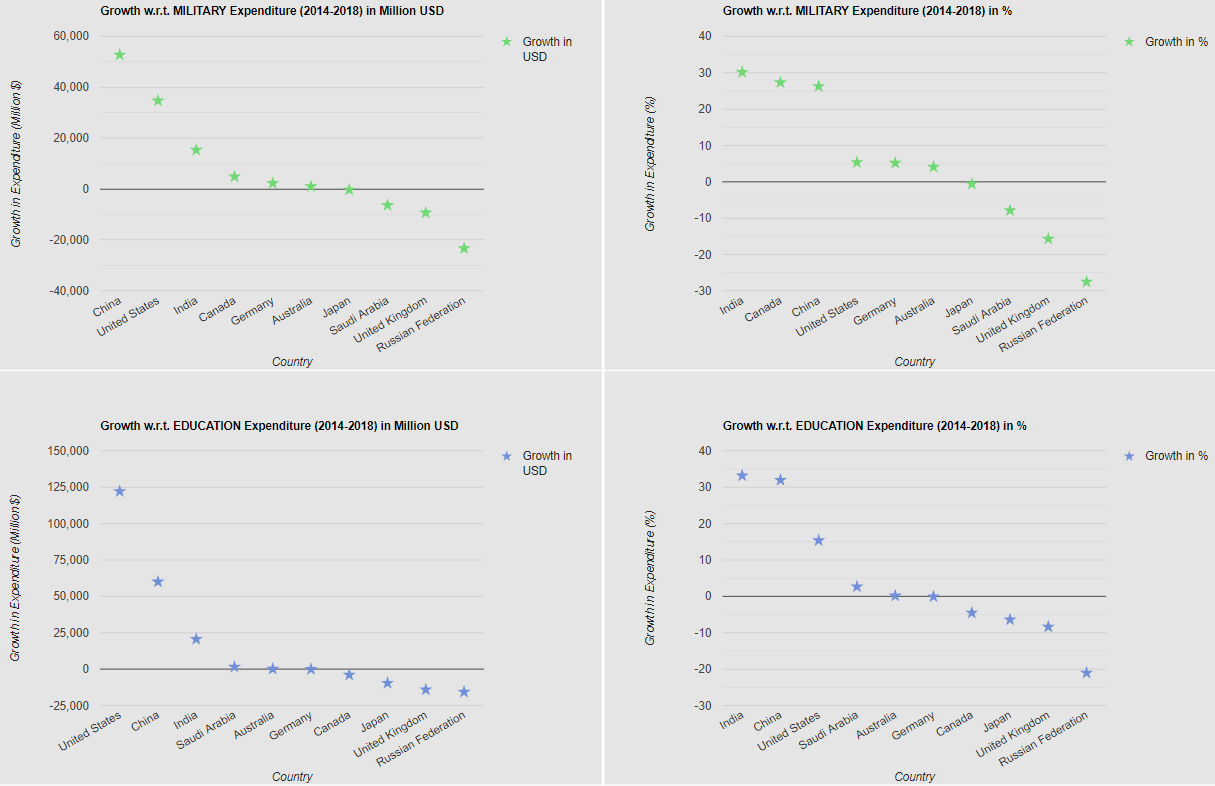 Growth w.r.t. MILITARY Expenditure (2014-2018) in Million USD
60,000
40,000
20,000
0
-20,000
-40,000
Growth in Expenditure (Million $)
China
United States
India
Canada
Germany
Australia
Japan
Saudi Arabia
United Kingdom
Russian Federation
Country
Growth in
USD
Growth w.r.t. MILITARY Expenditure (2014-2018) in %
40
30
20
10
0
-10
-20
-30
Growth in Expenditure (%)
India
Canada
China
United States
Germany
Australia
Japan
Saudi Arabia
United Kingdom
Russian Federation
Country
Growth in %
Growth w.r.t. EDUCATION Expenditure (2014-2018) in Million USD
150,000
125,000
100,000
75,000
50,000
25,000
0
-25,000
Growth in Expenditure (Million $)
United States
China
India
Saudi Arabia
Australia
Germany
Canada
Japan
United Kingdom
Russian Federation
Country
Growth in
USD
Growth w.r.t. EDUCATION Expenditure (2014-2018) in %
40
30
20
10
0
-10
-20
-30
Growth in Expenditure (%)
India
China
United States
Saudi Arabia
Australia
Germany
Canada
Japan
United Kingdom
Russian Federation
Country
Growth in %